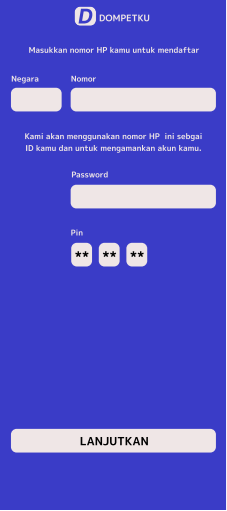 D DOMPETKU
Masukkan nomor HP kamu untuk mendaftar
Negara Nomor
Kami akan menggunakan nomor HP ini sebgai
ID kamu dan untuk mengamankan akun kamu.
Password
Pin
** ** **
LANJUTKAN